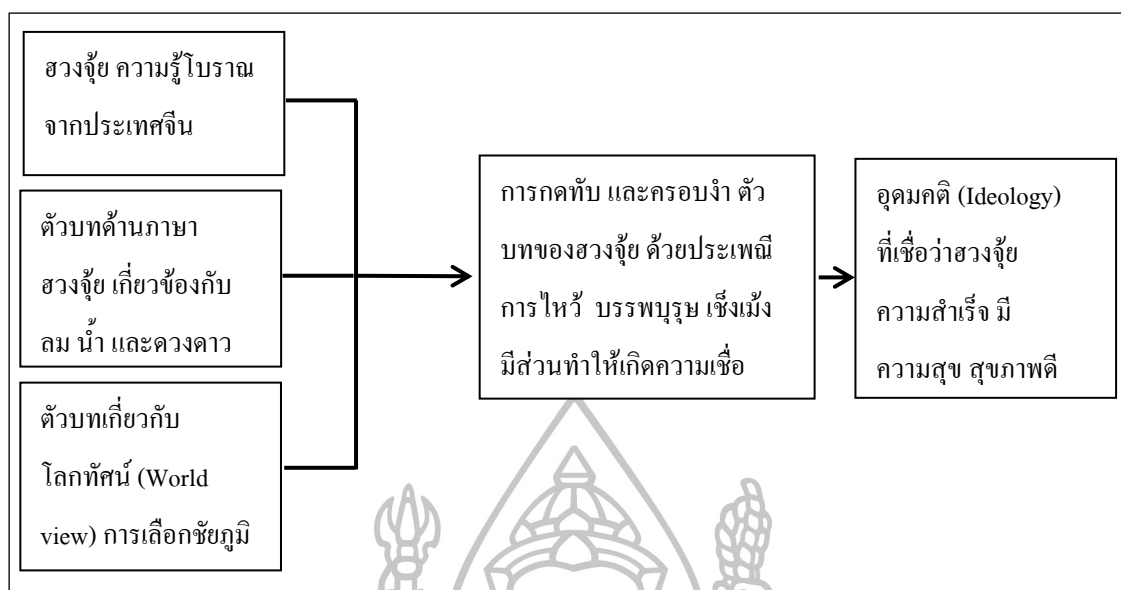 ฮวงจุ้ย ความรู้โบราณ
จากประเทศจีน
ตัวบทด้านภาษา
ฮวงจุ้ย เกี่ยวข้องกับ
ลม น้ำ และดวงดาว
ตัวบทเกี่ยวกับ
โลกทัศน์ (World
view) การเลือกชัยภูมิ
การกดทับ และครอบงำ ตัว
บทของฮวงจุ้ย ด้วยประเพณี
การไหว้ บรรพบุรุษ เช็งเม้ง
มีส่วนทำให้เกิดความเชื่อ
อุดมคติ (Ideology)
ที่เชื่อว่าฮวงจุ้ย
ความสำเร็จ มี
ความสุข สุขภาพดี